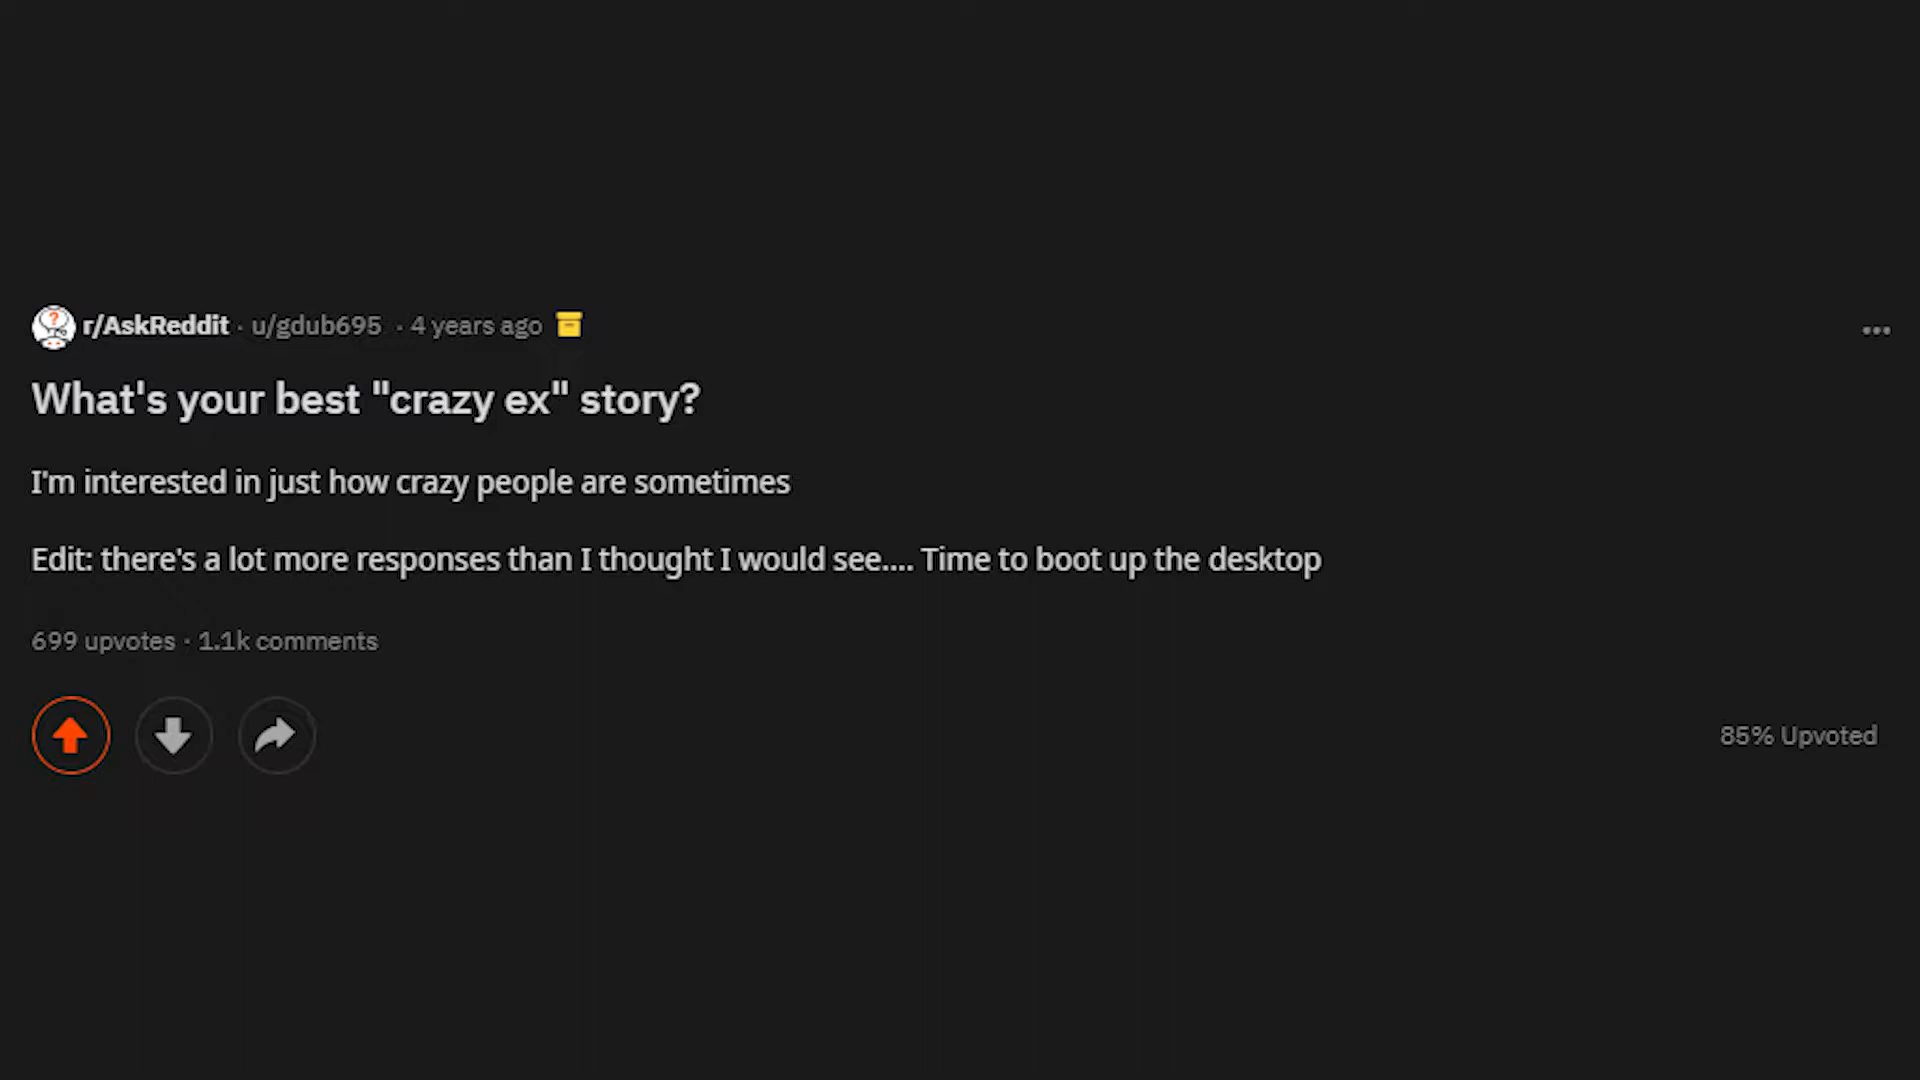 r/AskReddit · u/gdub695 · 4 years ago
What's your best "crazy ex" story?
I'm interested in just how crazy people are sometimes
Edit: there's a lot more responses than I thought I would see.... Time to boot up the desktop
699 upvotes · 1.1k comments
85% Upvoted